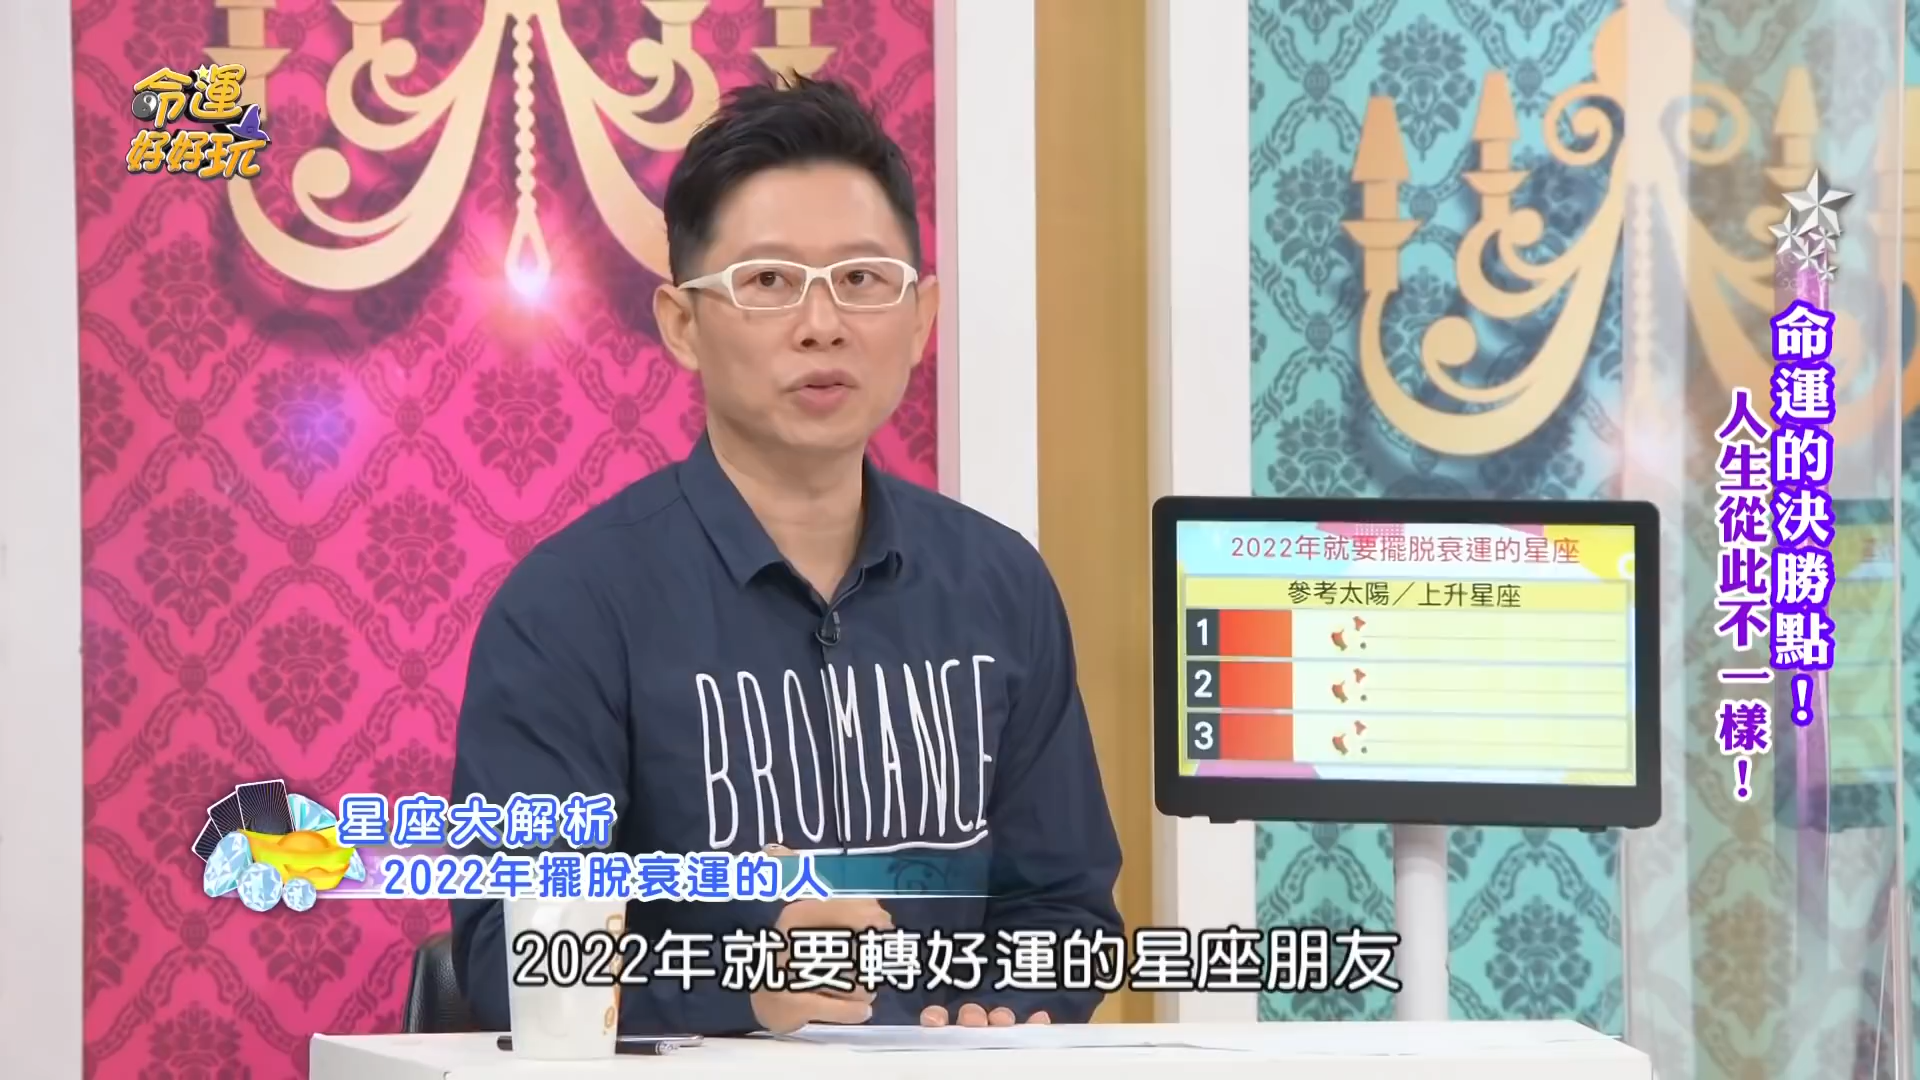 命運
好好玩
命運的決勝點！
人生從此不一樣！
2022年就要擺脫衰運的星座
參考太陽／上升星座
1
2
3
BROMANCE
星座大解析
2022年擺脫衰運的人
2022年就要轉好運的星座朋友